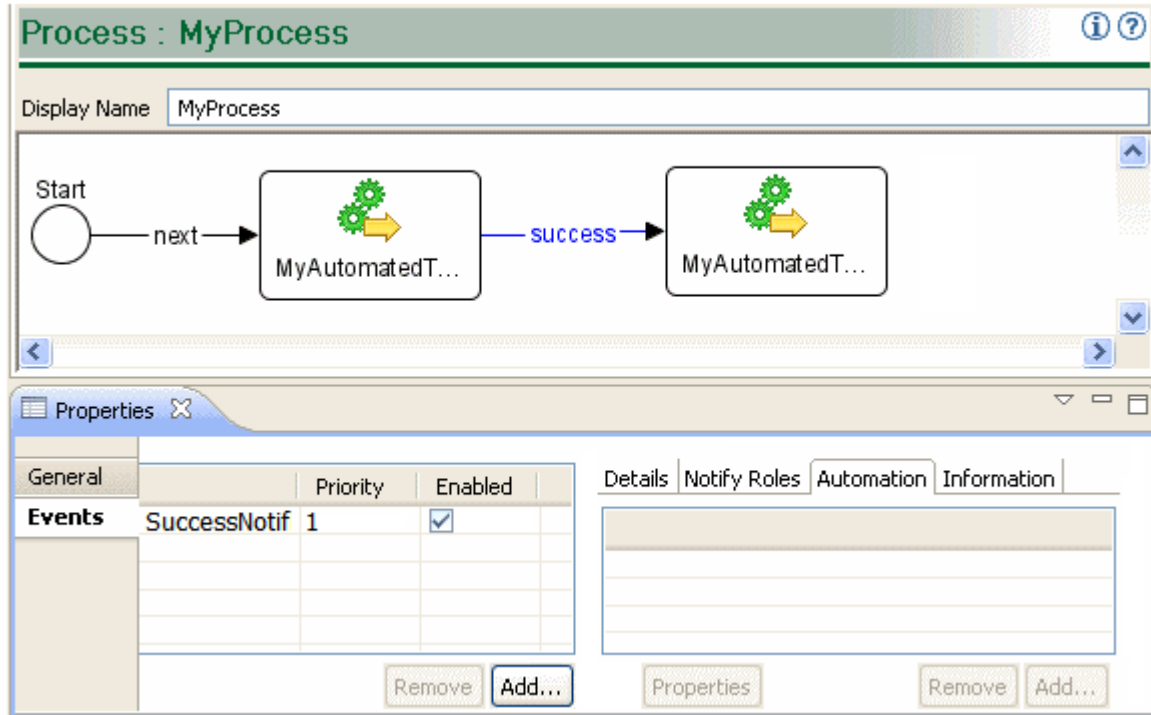 Process : MyProcess
Display Name MyProcess
Start
next
MyAutomatedT...
success
MyAutomatedT...
Properties
General
Events
Priority Enabled
SuccessNotif 1
Remove Add...
Details Notify Roles Automation Information
Properties Remove Add...